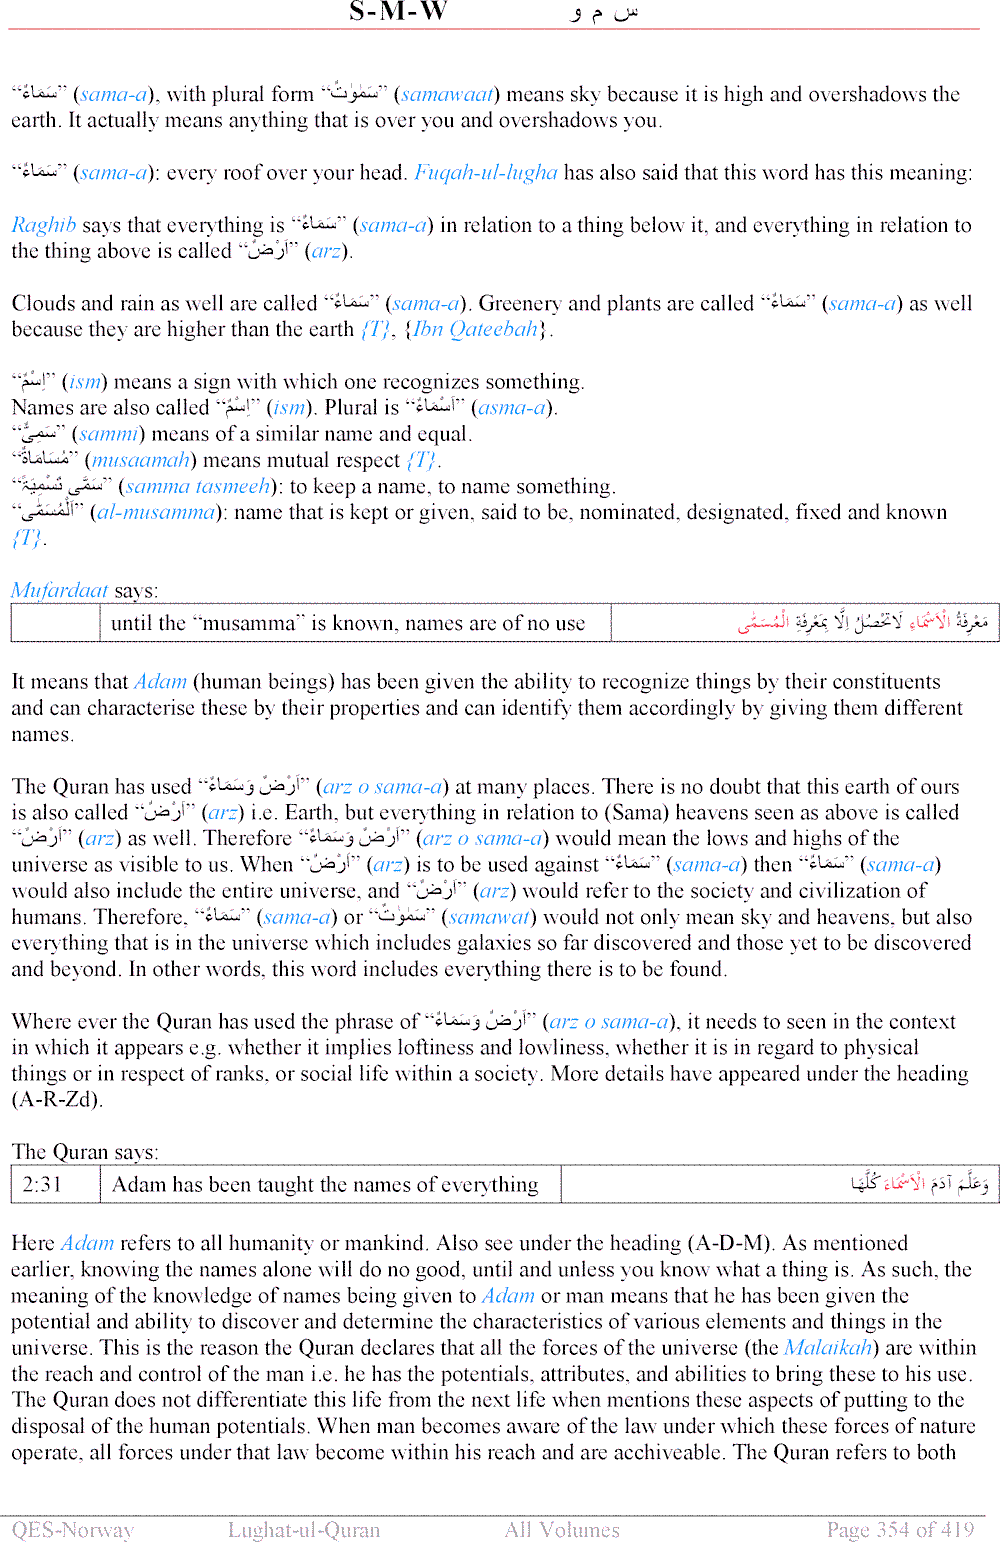 S-M-W س م و
“سَمَاءٌ” (sama-a), with plural form “سَمٰوٰتٌ” (samawaat) means sky because it is high and overshadows the
earth. It actually means anything that is over you and overshadows you.
“سَمَاءٌ” (sama-a): every roof over your head. Fuqah-ul-lugha has also said that this word has this meaning:
Raghib says that everything is “سَمَاءٌ” (sama-a) in relation to a thing below it, and everything in relation to
the thing above is called “اَرْضٌ” (arz).
Clouds and rain as well are called “سَمَاءٌ” (sama-a). Greenery and plants are called “سَمَاءٌ” (sama-a) as well
because they are higher than the earth {T}, {Ibn Qateebah}.
“اِسْمٌ” (ism) means a sign with which one recognizes something.
Names are also called “اِسْمٌ” (ism). Plural is “اَسْمَاءٌ” (asma-a).
“سَمِىٌّ” (sammi) means of a similar name and equal.
“مُسَامَاةٌ” (musaamah) means mutual respect {T}.
“سَمَّى تَسْمِيَةً” (samma tasmeeh): to keep a name, to name something.
“اَلْمُسَمّٰى” (al-musamma): name that is kept or given, said to be, nominated, designated, fixed and known
{T}.
Mufardaat says:
until the “musamma” is known, names are of no use مَعْرِفَةُ الْاَسْمَاءِ لَاتَحْصُلُ اِلَّا بِمَعْرِفَةِ الْمُسَمّٰى
It means that Adam (human beings) has been given the ability to recognize things by their constituents
and can characterise these by their properties and can identify them accordingly by giving them different
names.
The Quran has used “اَرْضٌ وَسَمَاءٌ” (arz o sama-a) at many places. There is no doubt that this earth of ours
is also called “اَرْضٌ” (arz) i.e. Earth, but everything in relation to (Sama) heavens seen as above is called
“اَرْضٌ” (arz) as well. Therefore “اَرْضٌ وَسَمَاءٌ” (arz o sama-a) would mean the lows and highs of the
universe as visible to us. When “اَرْضٌ” (arz) is to be used against “سَمَاءٌ” (sama-a) then “سَمَاءٌ” (sama-a)
would also include the entire universe, and “اَرْضٌ” (arz) would refer to the society and civilization of
humans. Therefore, “سَمَاءٌ” (sama-a) or “سَمٰوٰتٌ” (samawat) would not only mean sky and heavens, but also
everything that is in the universe which includes galaxies so far discovered and those yet to be discovered
and beyond. In other words, this word includes everything there is to be found.
Where ever the Quran has used the phrase of “اَرْضٌ وَسَمَاءٌ” (arz o sama-a), it needs to seen in the context
in which it appears e.g. whether it implies loftiness and lowliness, whether it is in regard to physical
things or in respect of ranks, or social life within a society. More details have appeared under the heading
(A-R-Zd).
The Quran says:
2:31 Adam has been taught the names of everything وَعَلَّمَ آدَمَ الْاَسْمَاءَ كُلَّهَا
Here Adam refers to all humanity or mankind. Also see under the heading (A-D-M). As mentioned
earlier, knowing the names alone will do no good, until and unless you know what a thing is. As such, the
meaning of the knowledge of names being given to Adam or man means that he has been given the
potential and ability to discover and determine the characteristics of various elements and things in the
universe. This is the reason the Quran declares that all the forces of the universe (the Malaikah) are within
the reach and control of the man i.e. he has the potentials, attributes, and abilities to bring these to his use.
The Quran does not differentiate this life from the next life when mentions these aspects of putting to the
disposal of the human potentials. When man becomes aware of the law under which these forces of nature
operate, all forces under that law become within his reach and are acchiveable. The Quran refers to both
QES-Norway Lughat-ul-Quran All Volumes Page 354 of 419